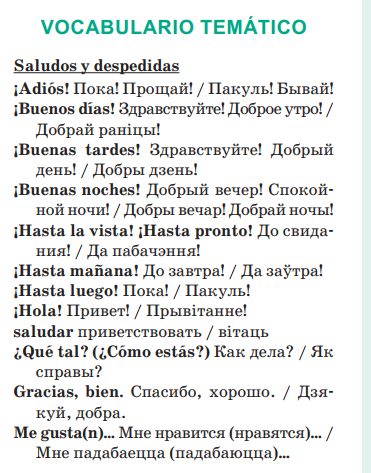 VOCABULARIO TEMÁTICO
Saludos y despedidas
¡Adiós! Пока! Прощай! / Пакуль! Бывай!
¡Buenos días! Здравствуйте! Доброе утро! /
Добрай раніцы!
¡Buenas tardes! Здравствуйте! Добрый
день! / Добры дзень!
¡Buenas noches! Добрый вечер! Спокой-
ной ночи! / Добры вечар! Добрай ночы!
¡Hasta la vista! ¡Hasta pronto! До свида-
ния! / Да пабачэння!
¡Hasta mañana! До завтра! / Да заўтра!
¡Hasta luego! Пока! / Пакуль!
¡Hola! Привет! / Прывітанне!
saludar приветствовать / вітаць
¿Qué tal? (¿Cómo estás?) Как дела? / Як
справы?
Gracias, bien. Спасибо, хорошо. / Дзя-
куй, добра.
Me gusta(n)... Мне нравится (нравятся)... /
Мне падабаецца (падабаюцца)...